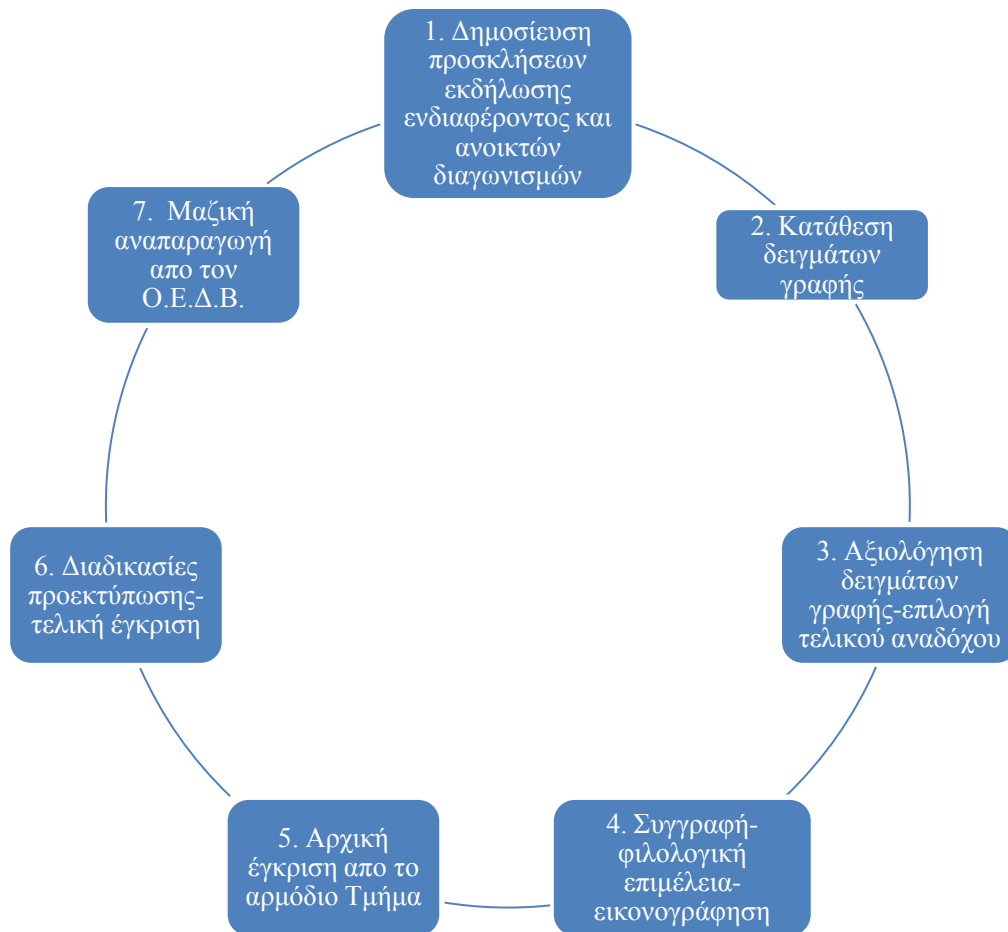 1. Δημοσίευση
προσκλήσεων
εκδήλωσης
ενδιαφέροντος και
ανοικτών
διαγωνισμών
2. Κατάθεση
δειγμάτων
γραφής
3. Αξιολόγηση
δειγμάτων
γραφής-επιλογή
τελικού αναδόχου
4. Συγγραφή-
φιλολογική
επιμέλεια-
εικονογράφηση
5. Αρχική
έγκριση απο το
αρμόδιο Τμήμα
6. Διαδικασίες
προεκτύπωσης-
τελική έγκριση
7. Μαζική
αναπαραγωγή
απο τον
Ο.Ε.Δ.Β.